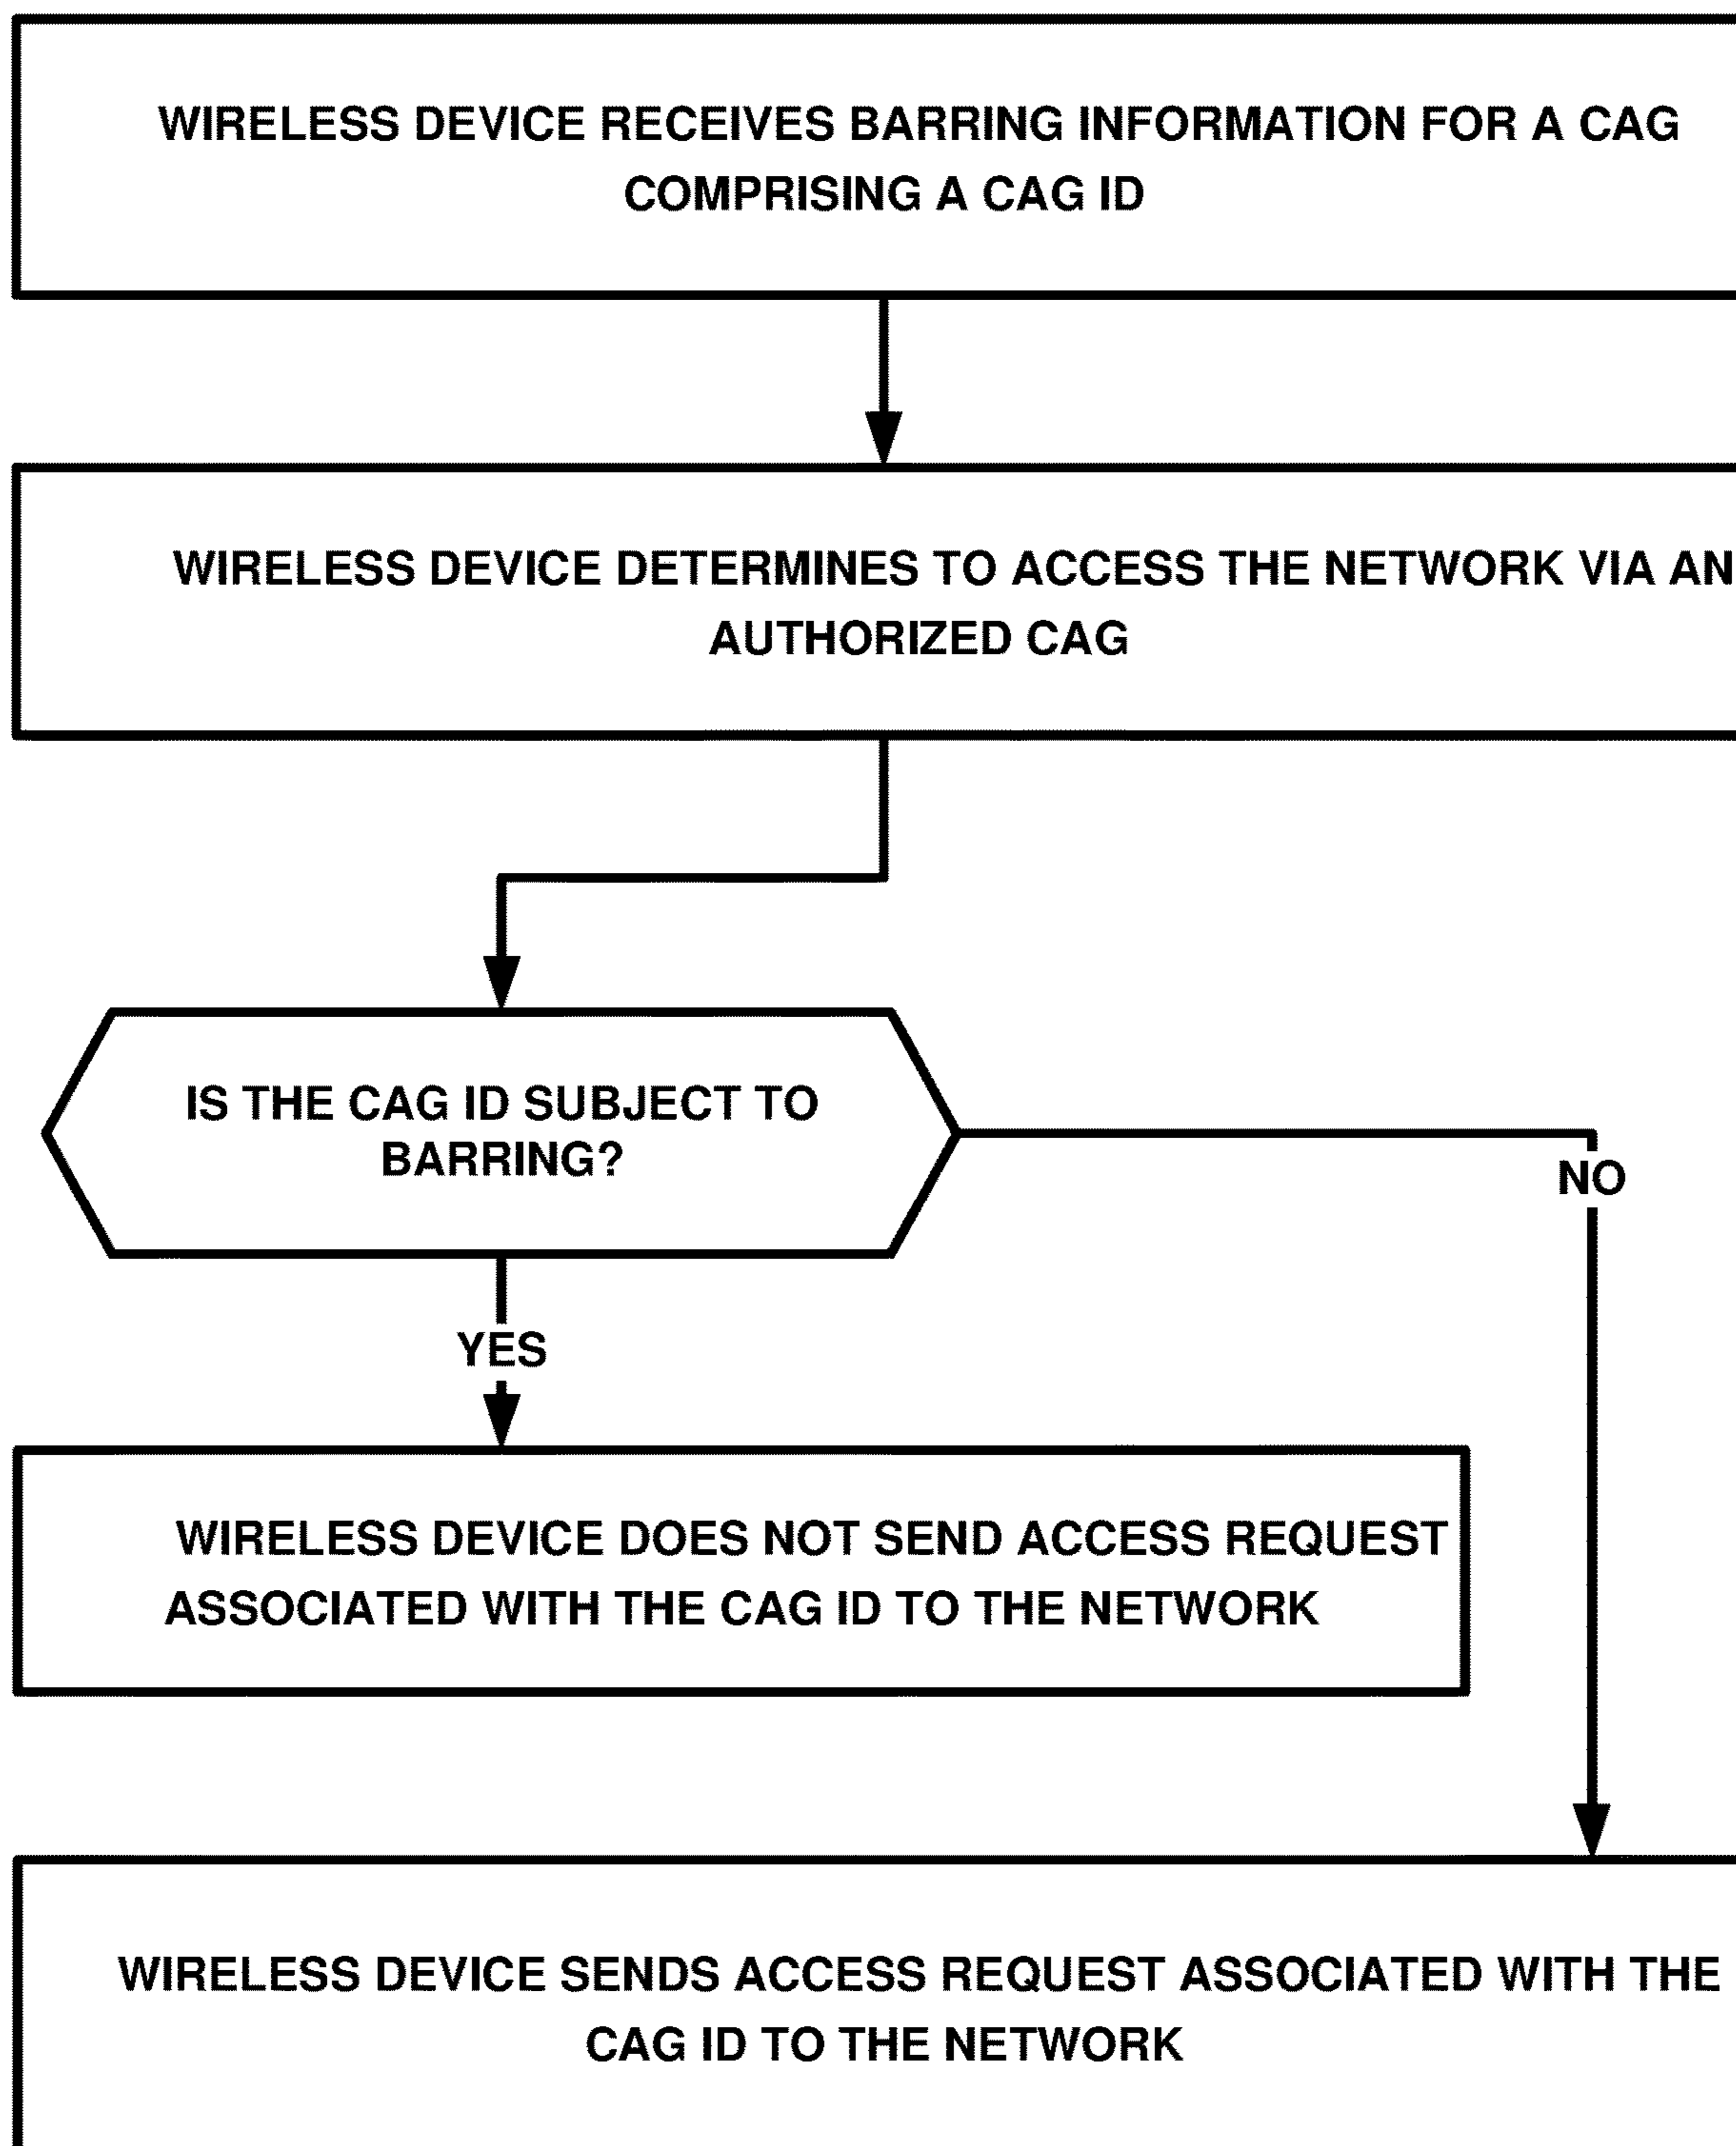 WIRELESS DEVICE RECEIVES BARRING INFORMATION FOR A CAG
COMPRISING A CAG ID
WIRELESS DEVICE DETERMINES TO ACCESS THE NETWORK VIA AN
AUTHORIZED CAG
IS THE CAG ID SUBJECT TO
BARRING?
NO
YES
WIRELESS DEVICE DOES NOT SEND ACCESS REQUEST
ASSOCIATED WITH THE CAG ID TO THE NETWORK
WIRELESS DEVICE SENDS ACCESS REQUEST ASSOCIATED WITH THE
CAG ID TO THE NETWORK